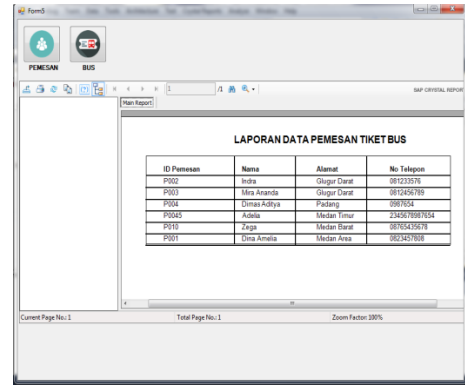 Form5
PEMESAN BUS
1 /1 SAP CRYSTAL REPOR
Main Report
LAPORAN DATA PEMESAN TIKET BUS
ID Pemesan Nama Alamat No Telepon
P002 Indra Glugur Darat 081233576
P003 Mira Ananda Glugur Darat 0812456789
P004 Dimas Aditya Padang 0987654
P0045 Adelia Medan Timur 2345678987654
P010 Zega Medan Barat 08765435678
P001 Dina Amelia Medan Area 0823457808
Current Page No.: 1 Total Page No.: 1 Zoom Factor: 100%